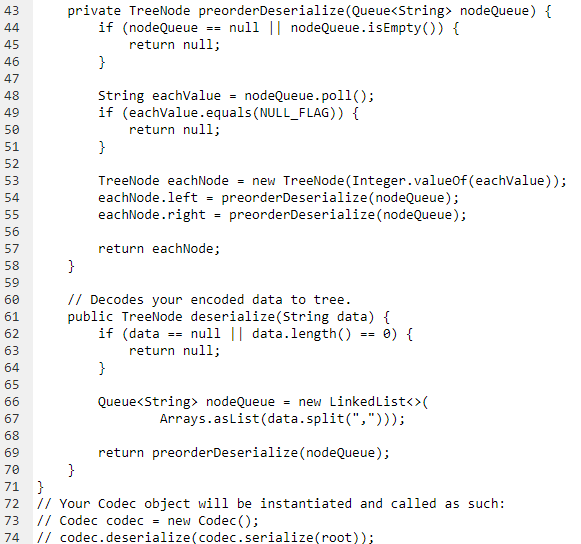 43 private TreeNode preorderDeserialize(Queue<String> nodeQueue) {
44 if (nodeQueue == null || nodeQueue.isEmpty()) {
45 return null;
46 }
47
48 String eachValue = nodeQueue.poll();
49 if (eachValue.equals(NULL_FLAG)) {
50 return null;
51 }
52
53 TreeNode eachNode = new TreeNode(Integer.valueOf(eachValue));
54 eachNode.left = preorderDeserialize(nodeQueue);
55 eachNode.right = preorderDeserialize(nodeQueue);
56
57 return eachNode;
58 }
59
60 // Decodes your encoded data to tree.
61 public TreeNode deserialize(String data) {
62 if (data == null || data.length() == 0) {
63 return null;
64 }
65
66 Queue<String> nodeQueue = new LinkedList<>(
67 Arrays.asList(data.split(",")));
68
69 return preorderDeserialize(nodeQueue);
70 }
71 }
72 // Your Codec object will be instantiated and called as such:
73 // Codec codec = new Codec();
74 // codec.deserialize(codec.serialize(root));